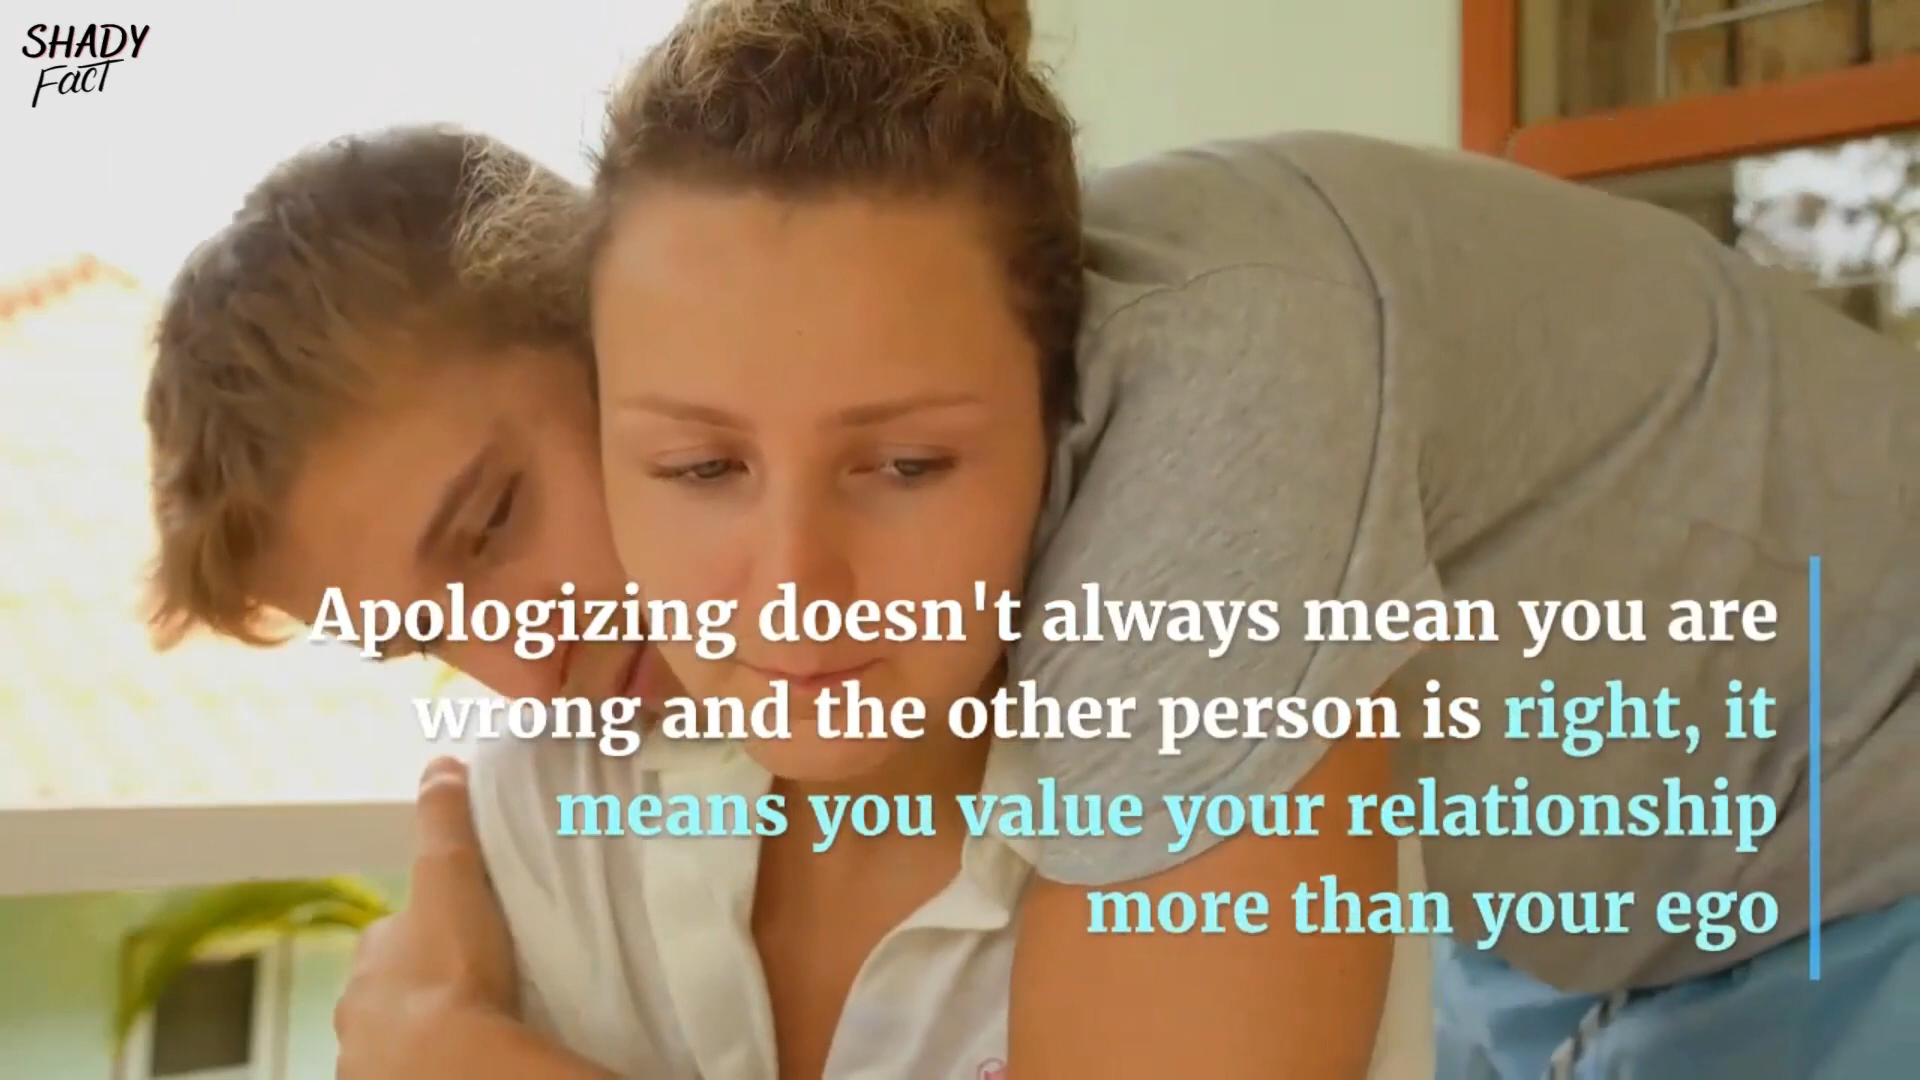 SHADY
Fact
Apologizing doesn't always mean you are
wrong and the other person is right, it
means you value your relationship
more than your ego